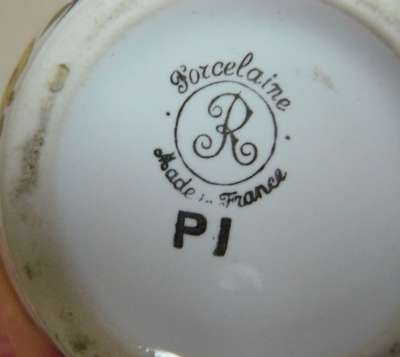 Porcelaine
R
Made in France
PI